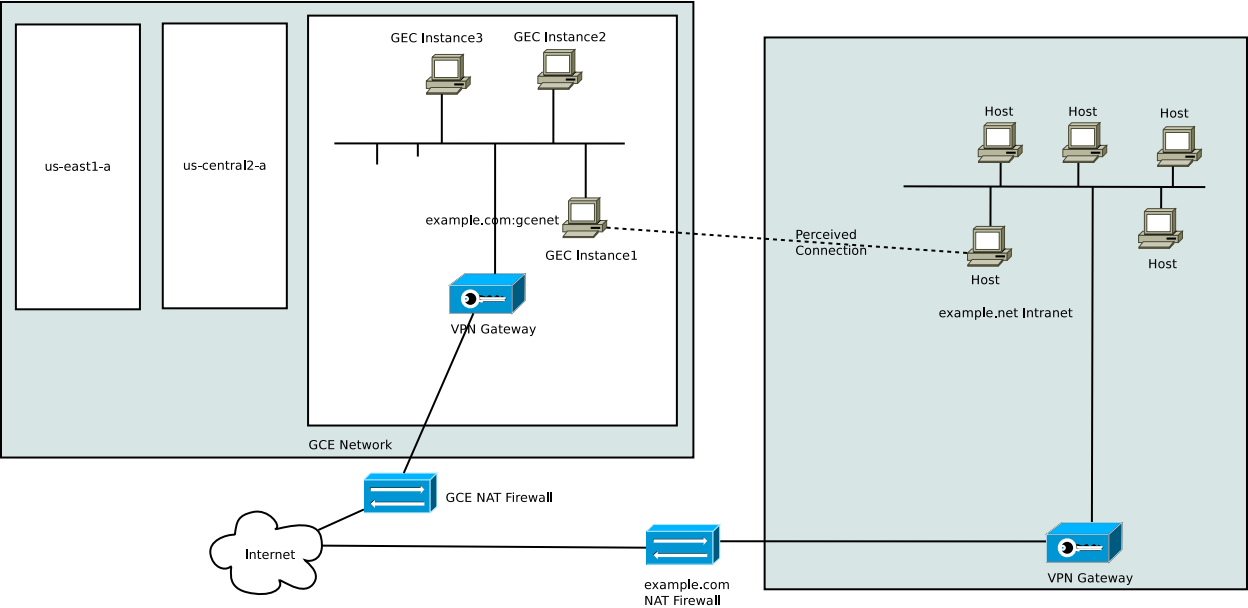 GEC Instance3
GEC Instance2
us-east1-a
us-central2-a
example.com:gcenet
GEC Instance1
VPN Gateway
GCE Network
Host
Host
Host
Perceived
Connection
Host
Host
example.net Intranet
GCE NAT Firewall
Internet
example.com
NAT Firewall
VPN Gateway